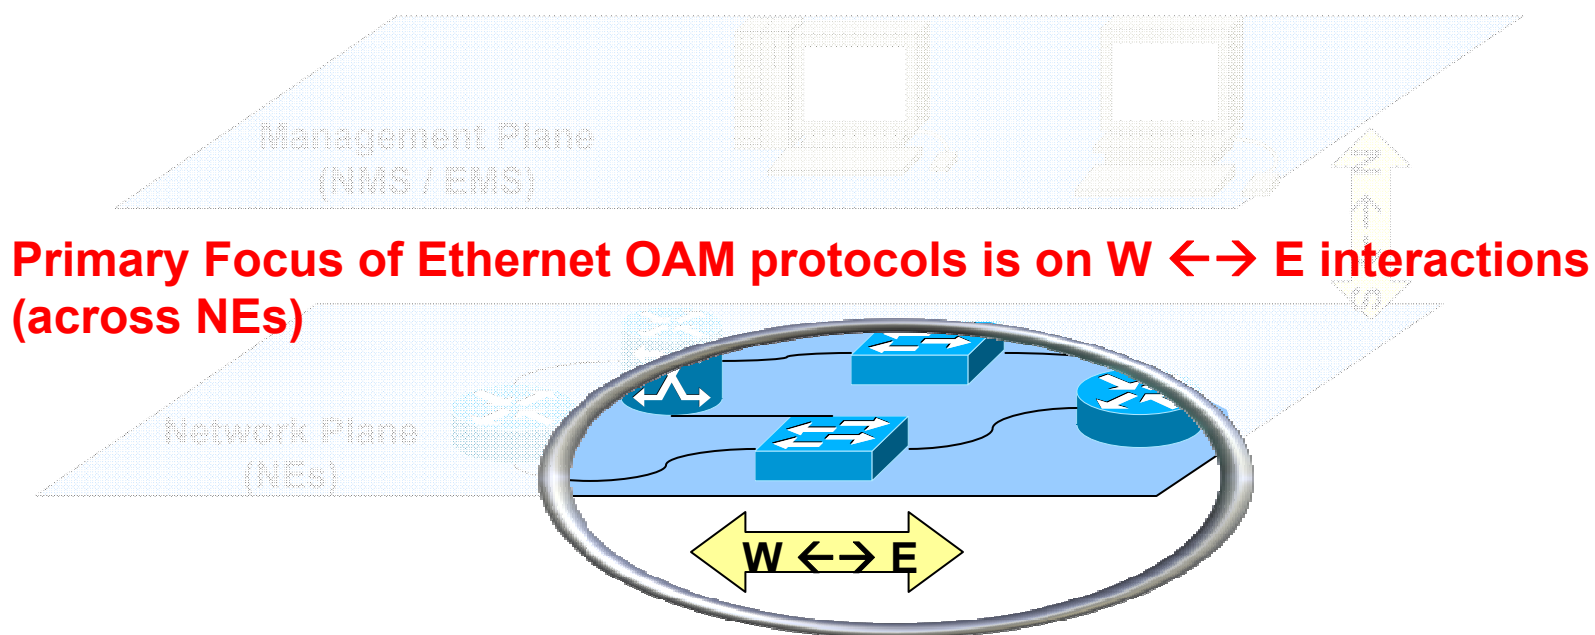 Management Plane
(NMS / EMS)
N ←→ S
Primary Focus of Ethernet OAM protocols is on W ←→ E interactions
(across NEs)
Network Plane
(NEs)
W ←→ E